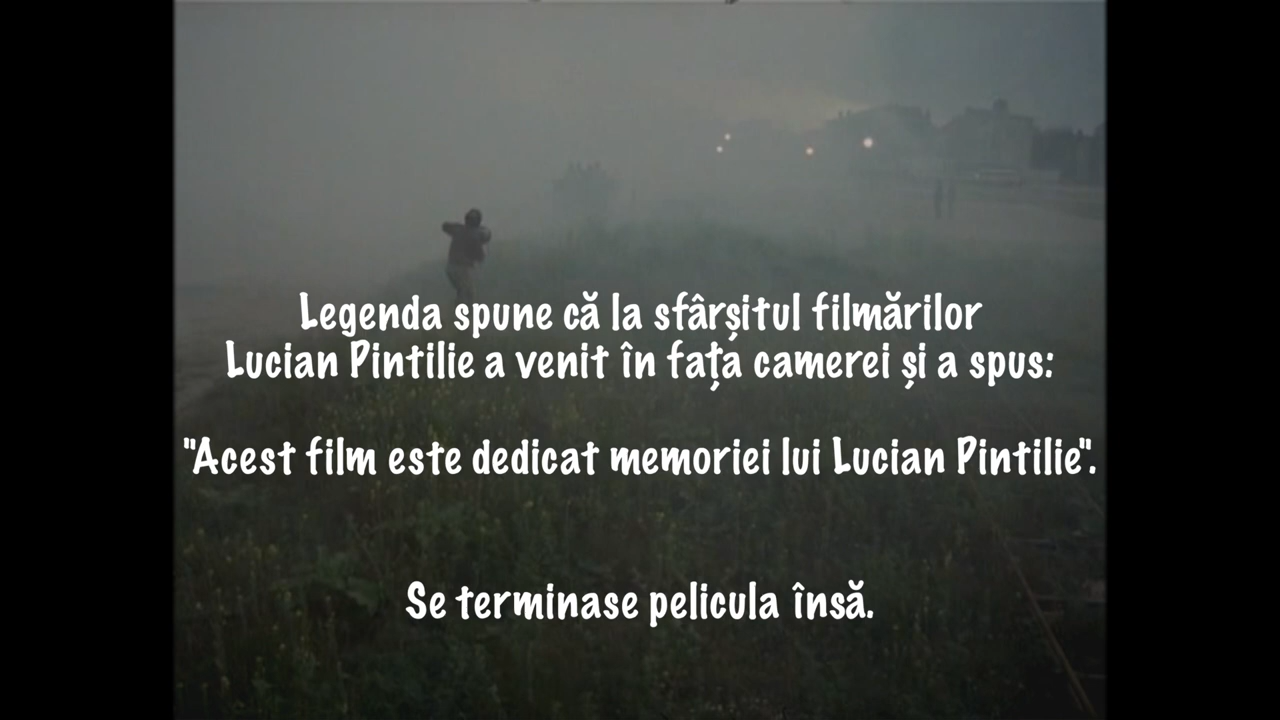 Legenda spune că la sfârșitul filmărilor
Lucian Pintilie a venit în fața camerei și a spus:
"Acest film este dedicat memoriei lui Lucian Pintilie".
Se terminase pelicula însă.